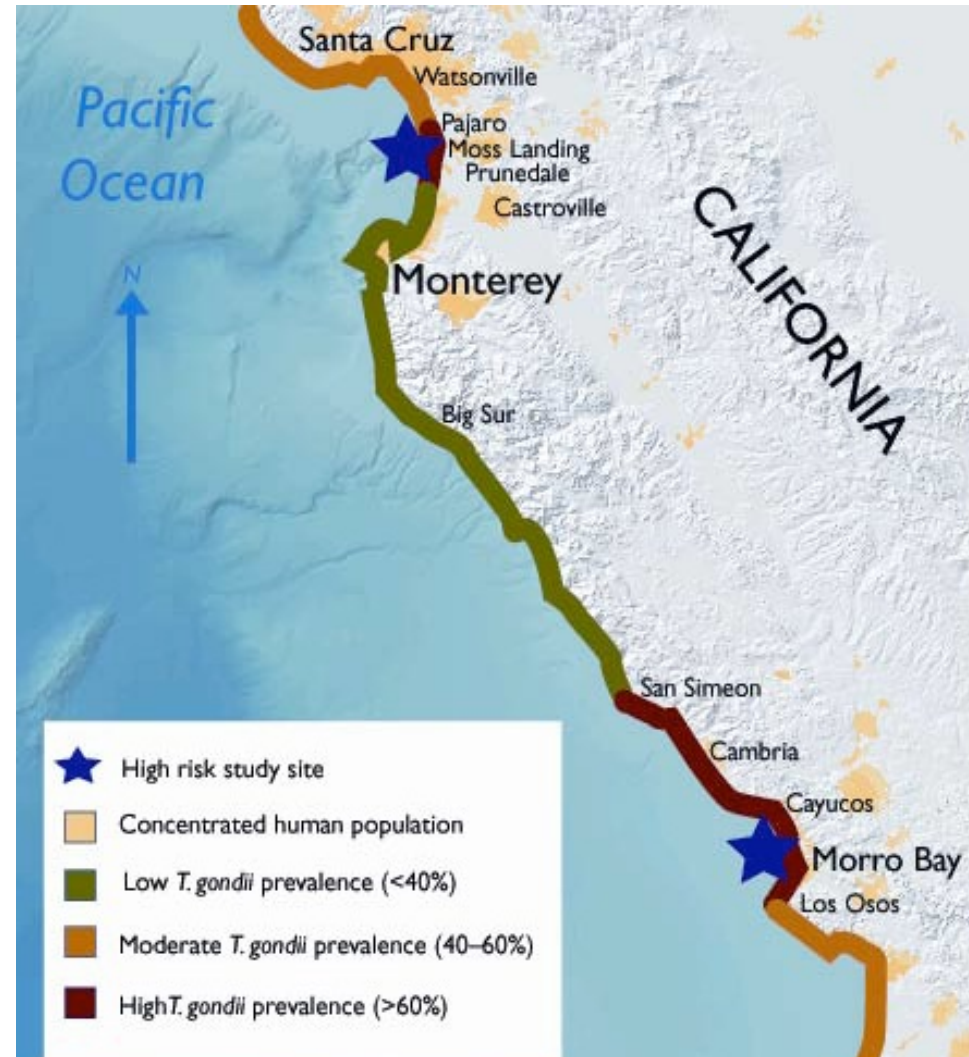 Santa Cruz
Watsonville
Pacific
Ocean
Pajaro
Moss Landing
Prunedale
Castroville
CALIFORNIA
N
Monterey
Big Sur
San Simeon
Cambria
Cayucos
Morro Bay
Los Osos
High risk study site
Concentrated human population
Low T. gondii prevalence (<40%)
Moderate T. gondii prevalence (40–60%)
HighT. gondii prevalence (>60%)